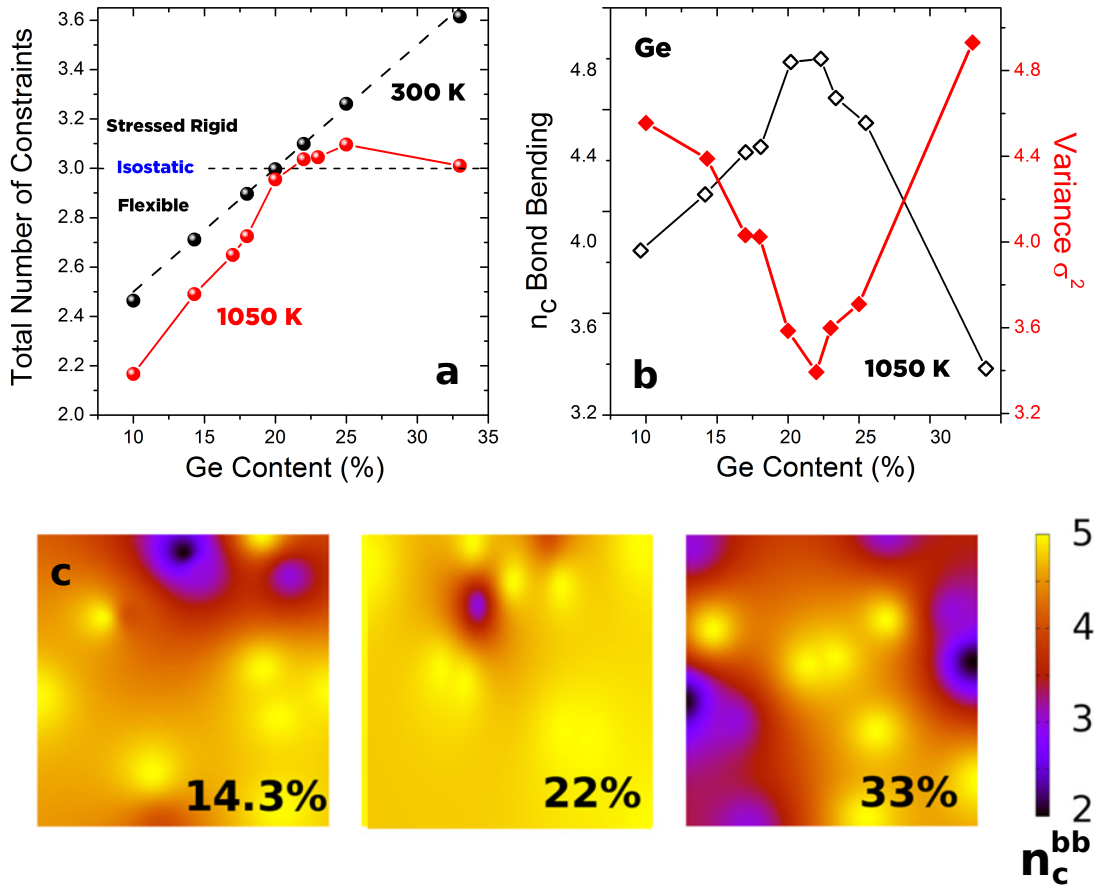 Total Number of Constraints
3.6
3.4
3.2
3.0
2.8
2.6
2.4
2.2
2.0
300 K
Stressed Rigid
Isostatic
Flexible
1050 K
a
10
15
20
25
30
35
Ge Content (%)
n_C Bond Bending
4.8
4.4
4.0
3.6
3.2
Ge
b
1050 K
10
15
20
25
30
Ge Content (%)
4.8
4.4
4.0
3.6
3.2
Variance σ²
c
14.3%
22%
33%
5
4
3
2
n_c^bb